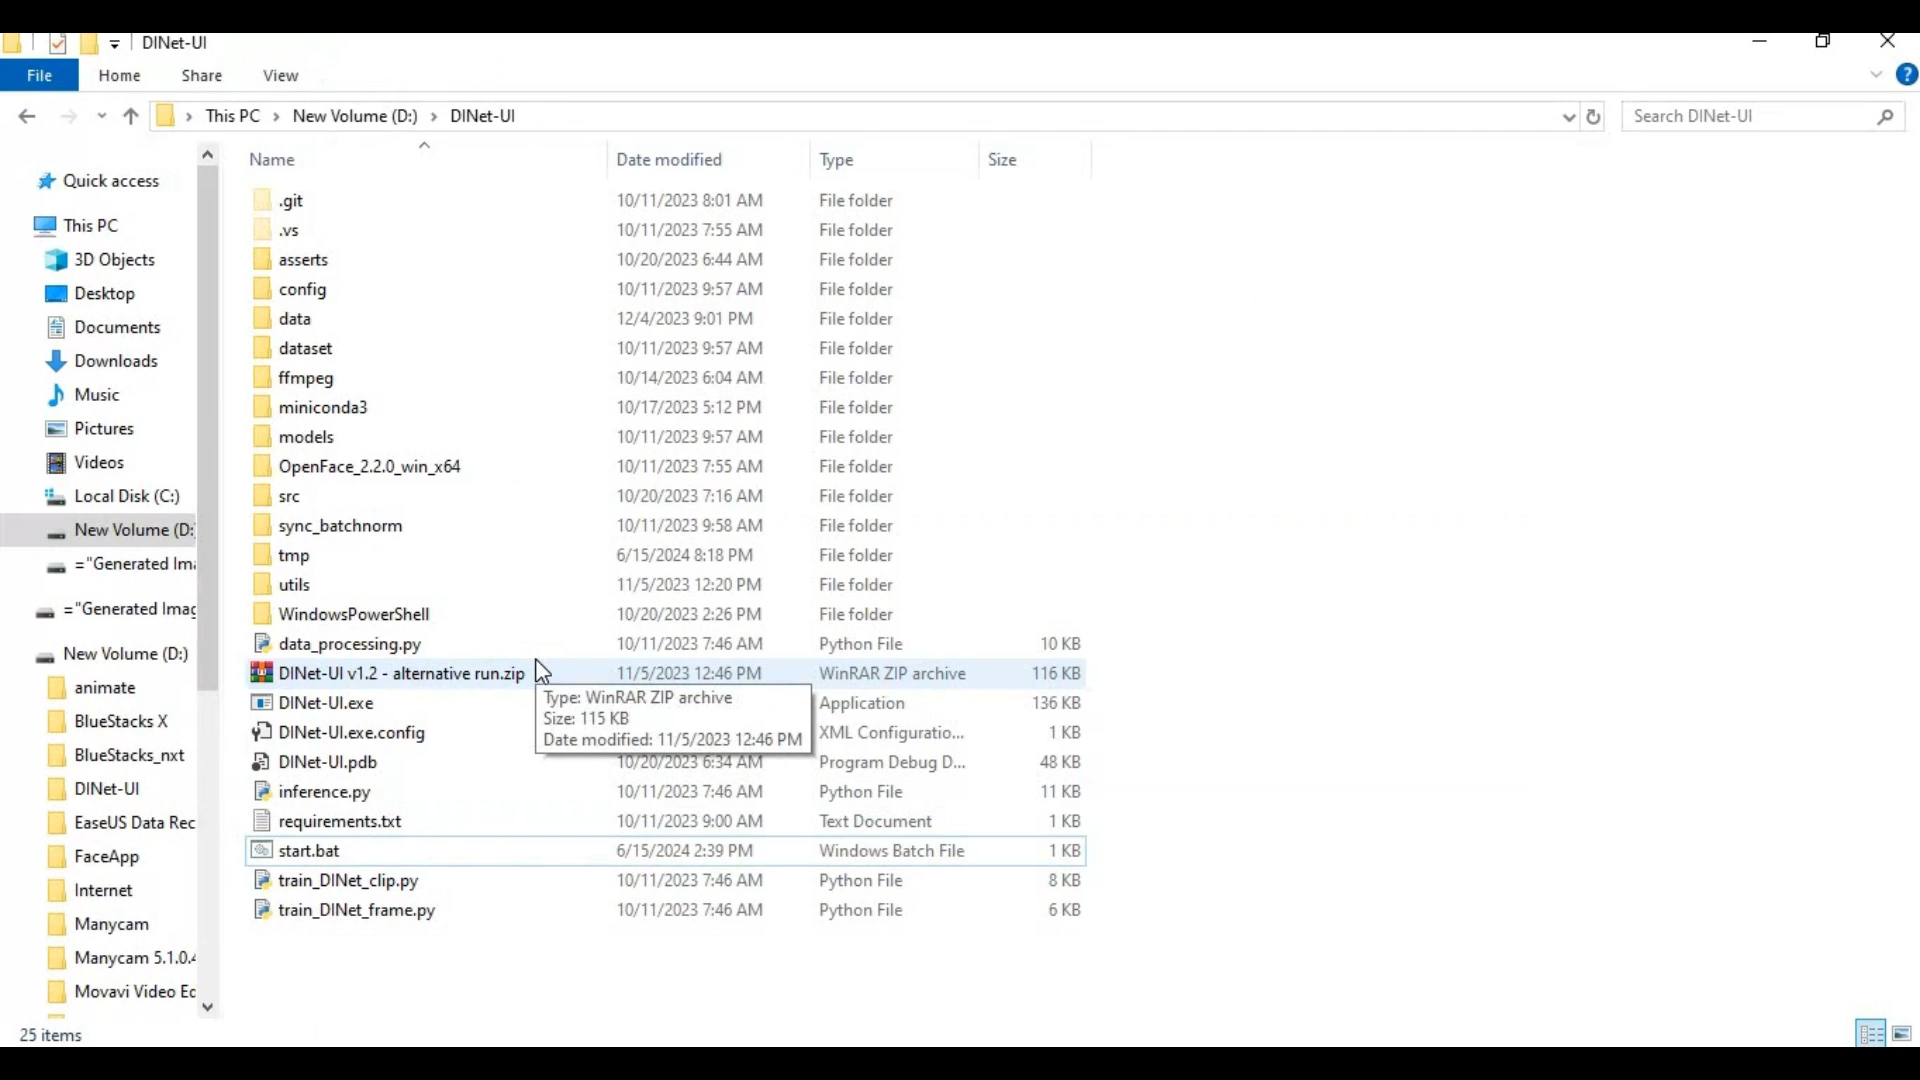 DINet-UI
File Home Share View
This PC New Volume (D:) DINet-UI Search DINet-UI
Name Date modified Type Size
Quick access
This PC
3D Objects
Desktop
Documents
Downloads
Music
Pictures
Videos
Local Disk (C:)
New Volume (D:
="Generated Ima
="Generated Imag
New Volume (D:)
animate
BlueStacks X
BlueStacks_nxt
DINet-UI
EaseUS Data Rec
FaceApp
Internet
Manycam
Manycam 5.1.0.4
Movavi Video Ed
.git 10/11/2023 8:01 AM File folder
.vs 10/11/2023 7:55 AM File folder
asserts 10/20/2023 6:44 AM File folder
config 10/11/2023 9:57 AM File folder
data 12/4/2023 9:01 PM File folder
dataset 10/11/2023 9:57 AM File folder
ffmpeg 10/14/2023 6:04 AM File folder
miniconda3 10/17/2023 5:12 PM File folder
models 10/11/2023 9:57 AM File folder
OpenFace_2.2.0_win_x64 10/11/2023 7:55 AM File folder
src 10/20/2023 7:16 AM File folder
sync_batchnorm 10/11/2023 9:58 AM File folder
tmp 6/15/2024 8:18 PM File folder
utils 11/5/2023 12:20 PM File folder
WindowsPowerShell 10/20/2023 2:26 PM File folder
data_processing.py 10/11/2023 7:46 AM Python File 10 KB
DINet-UI v1.2 - alternative run.zip 11/5/2023 12:46 PM WinRAR ZIP archive 116 KB
DINet-UI.exe Application 136 KB
DINet-UI.exe.config XML Configuratio... 1 KB
DINet-UI.pdb 10/20/2023 6:34 AM Program Debug D... 48 KB
inference.py 10/11/2023 7:46 AM Python File 11 KB
requirements.txt 10/11/2023 9:00 AM Text Document 1 KB
start.bat 6/15/2024 2:39 PM Windows Batch File 1 KB
train_DINet_clip.py 10/11/2023 7:46 AM Python File 8 KB
train_DINet_frame.py 10/11/2023 7:46 AM Python File 6 KB
Type: WinRAR ZIP archive
Size: 115 KB
Date modified: 11/5/2023 12:46 PM
25 items